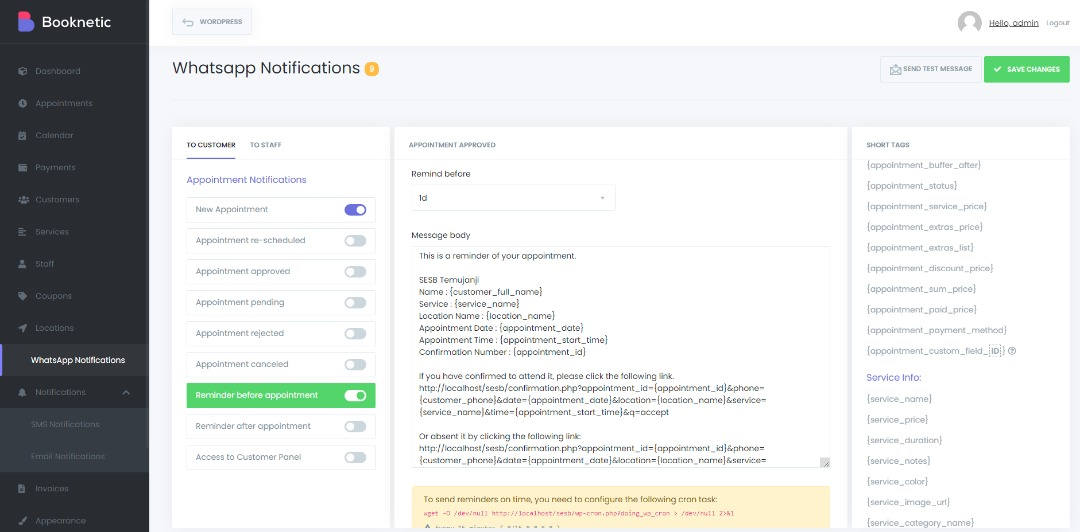 Booknetic
WORDPRESS
Hello, admin
Logout
Dashboard
Appointments
Calendar
Payments
Customers
Services
Staff
Coupons
Locations
WhatsApp Notifications
Notifications
SMS Notifications
Email Notifications
Invoices
Appearance
Whatsapp Notifications 9
SEND TEST MESSAGE
SAVE CHANGES
TO CUSTOMER
TO STAFF
Appointment Notifications
New Appointment
Appointment re-scheduled
Appointment approved
Appointment pending
Appointment rejected
Appointment canceled
Reminder before appointment
Reminder after appointment
Access to Customer Panel
APPOINTMENT APPROVED
Remind before
1d
Message body
This is a reminder of your appointment.
SESB Temujanji
Name : {customer_full_name}
Service : {service_name}
Location Name : {location_name}
Appointment Date : {appointment_date}
Appointment Time : {appointment_start_time}
Confirmation Number : {appointment_id}
If you have confirmed to attend it, please click the following link.
http://localhost/sesb/confirmation.php?appointment_id={appointment_id}&phone=
{customer_phone}&date={appointment_date}&location={location_name}&service=
{service_name}&time={appointment_start_time}&q=accept
Or absent it by clicking the following link:
http://localhost/sesb/confirmation.php?appointment_id={appointment_id}&phone=
{customer_phone}&date={appointment_date}&location={location_name}&service=
To send reminders on time, you need to configure the following cron task:
wget -O /dev/null http://localhost/sesb/wp-cron.php?doing_wp_cron > /dev/null 2>&1
SHORT TAGS
{appointment_buffer_after}
{appointment_status}
{appointment_service_price}
{appointment_extras_price}
{appointment_extras_list}
{appointment_discount_price}
{appointment_sum_price}
{appointment_paid_price}
{appointment_payment_method}
{appointment_custom_field_ID}
Service Info:
{service_name}
{service_price}
{service_duration}
{service_notes}
{service_color}
{service_image_url}
{service_category_name}